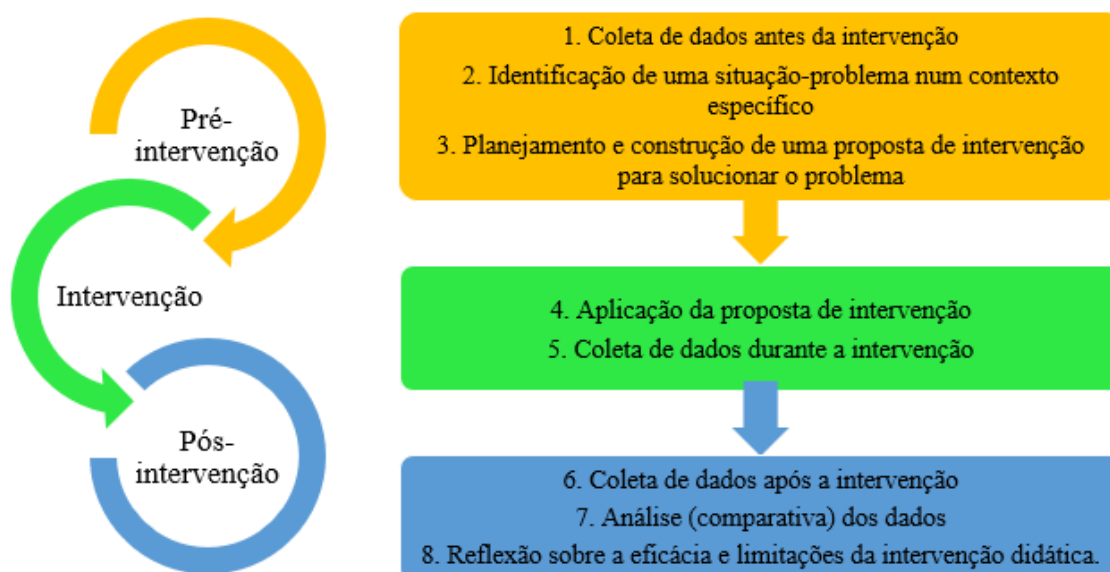 Pré-
intervenção
1. Coleta de dados antes da intervenção
2. Identificação de uma situação-problema num contexto
específico
3. Planejamento e construção de uma proposta de intervenção
para solucionar o problema
Intervenção
4. Aplicação da proposta de intervenção
5. Coleta de dados durante a intervenção
Pós-
intervenção
6. Coleta de dados após a intervenção
7. Análise (comparativa) dos dados
8. Reflexão sobre a eficácia e limitações da intervenção didática.